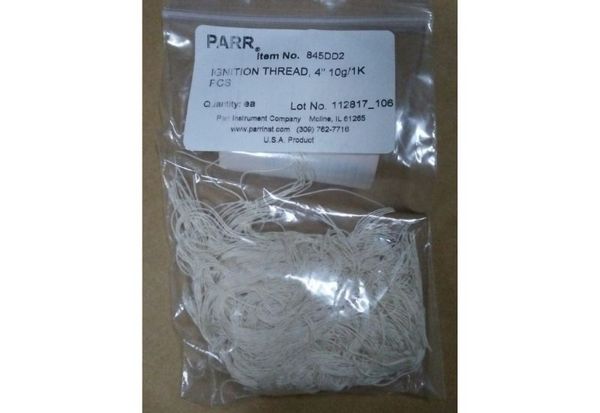 PARR®
Item No. 845DD2
IGNITION THREAD, 4" 10g/1K
PCS
Quantity: ea Lot No. 112817_106
Parr Instrument Company Moline, IL 61265
www.parrinst.com (309) 762-7716
U.S.A. Product